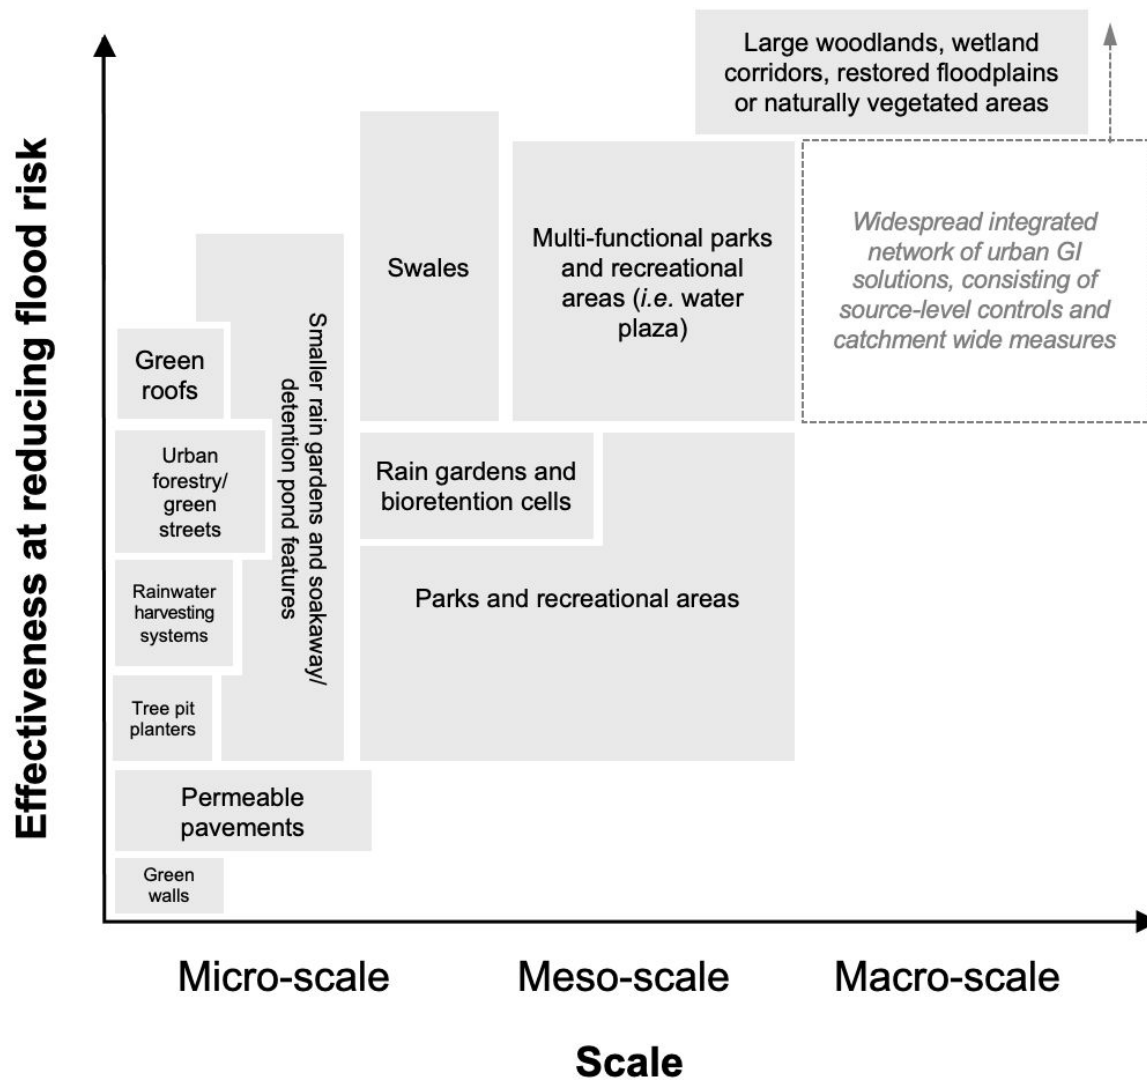 Effectiveness at reducing flood risk
Large woodlands, wetland
corridors, restored floodplains
or naturally vegetated areas
Swales
Multi-functional parks
and recreational
areas (i.e. water
plaza)
Widespread integrated
network of urban GI
solutions, consisting of
source-level controls and
catchment wide measures
Smaller rain gardens and soakaway/
detention pond features
Green
roofs
Urban
forestry/
green
streets
Rain gardens and
bioretention cells
Rainwater
harvesting
systems
Parks and recreational areas
Tree pit
planters
Permeable
pavements
Green
walls
Micro-scale
Meso-scale
Macro-scale
Scale